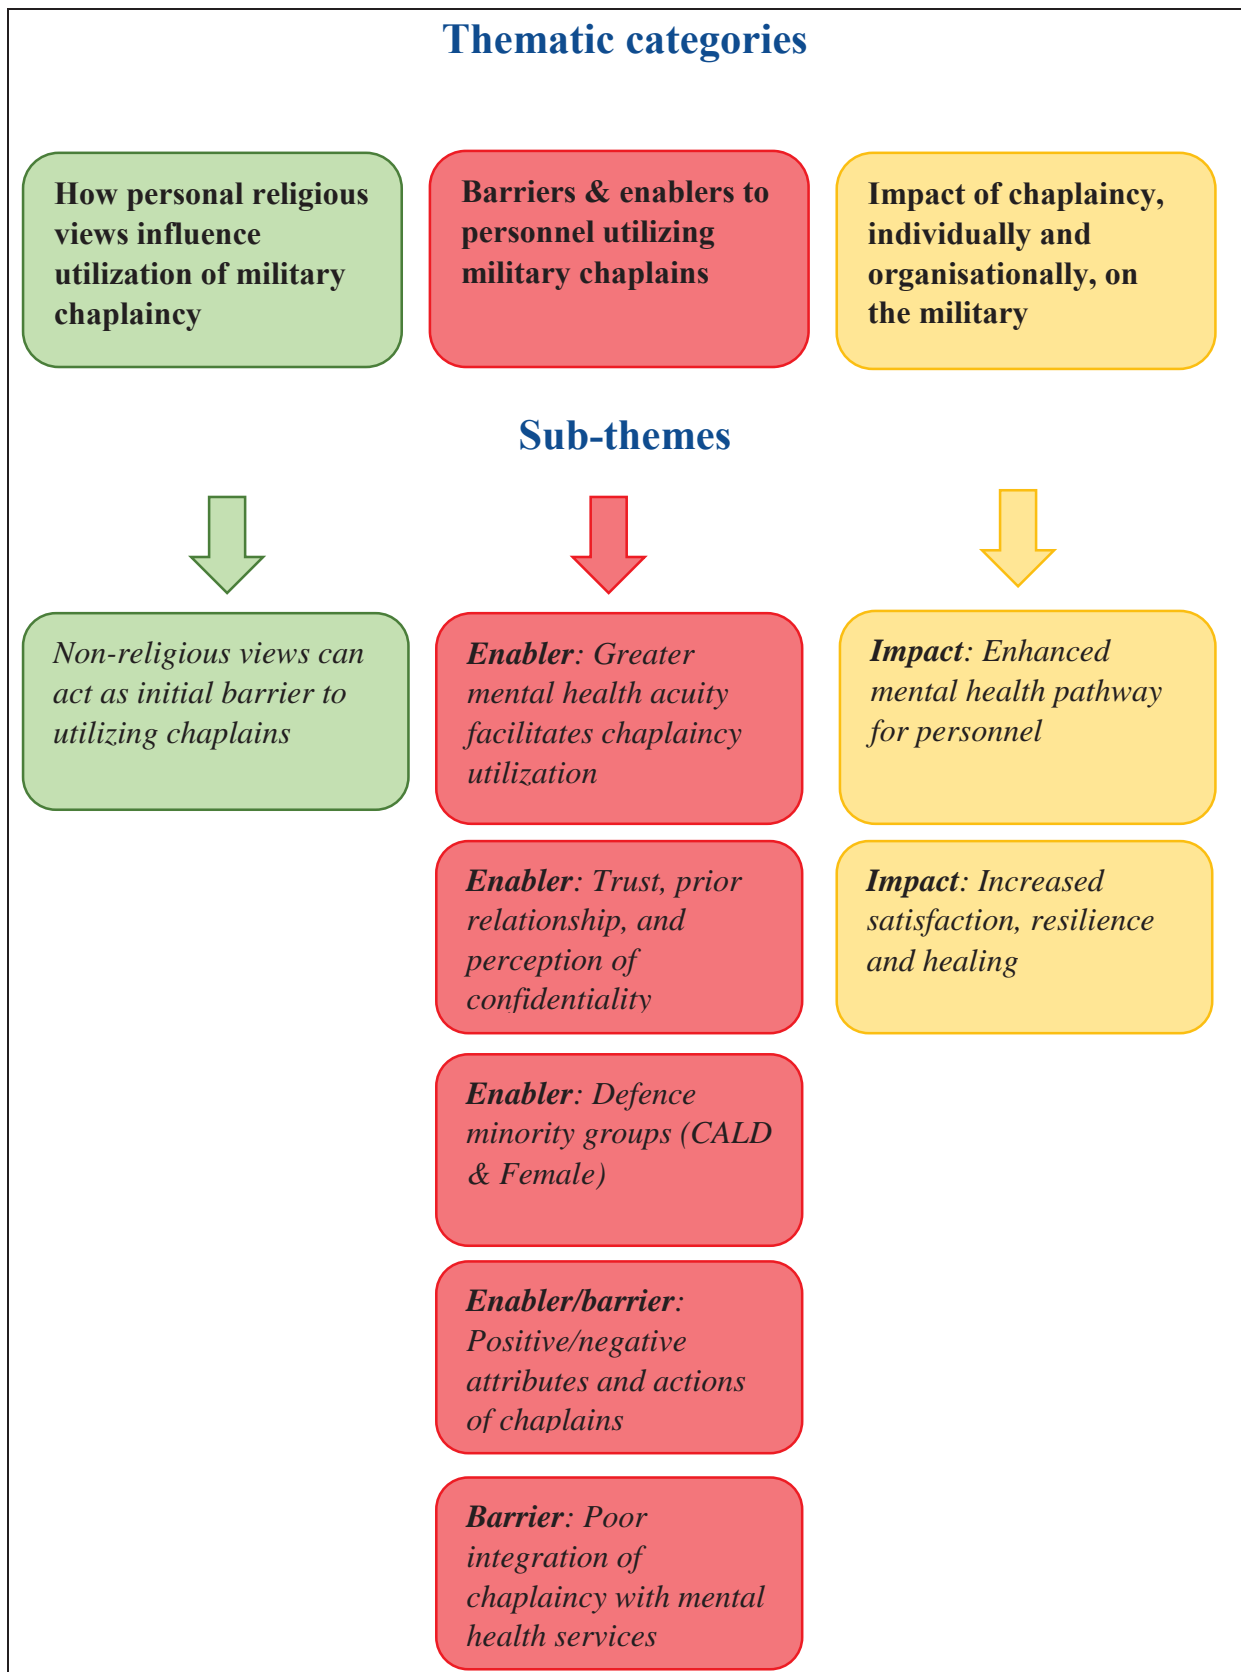 Thematic categories
How personal religious
views influence
utilization of military
chaplaincy
Barriers & enablers to
personnel utilizing
military chaplains
Impact of chaplaincy,
individually and
organisationally, on
the military
Sub-themes
Non-religious views can
act as initial barrier to
utilizing chaplains
Enabler: Greater
mental health acuity
facilitates chaplaincy
utilization
Enabler: Trust, prior
relationship, and
perception of
confidentiality
Enabler: Defence
minority groups (CALD
& Female)
Enabler/barrier:
Positive/negative
attributes and actions
of chaplains
Barrier: Poor
integration of
chaplaincy with mental
health services
Impact: Enhanced
mental health pathway
for personnel
Impact: Increased
satisfaction, resilience
and healing